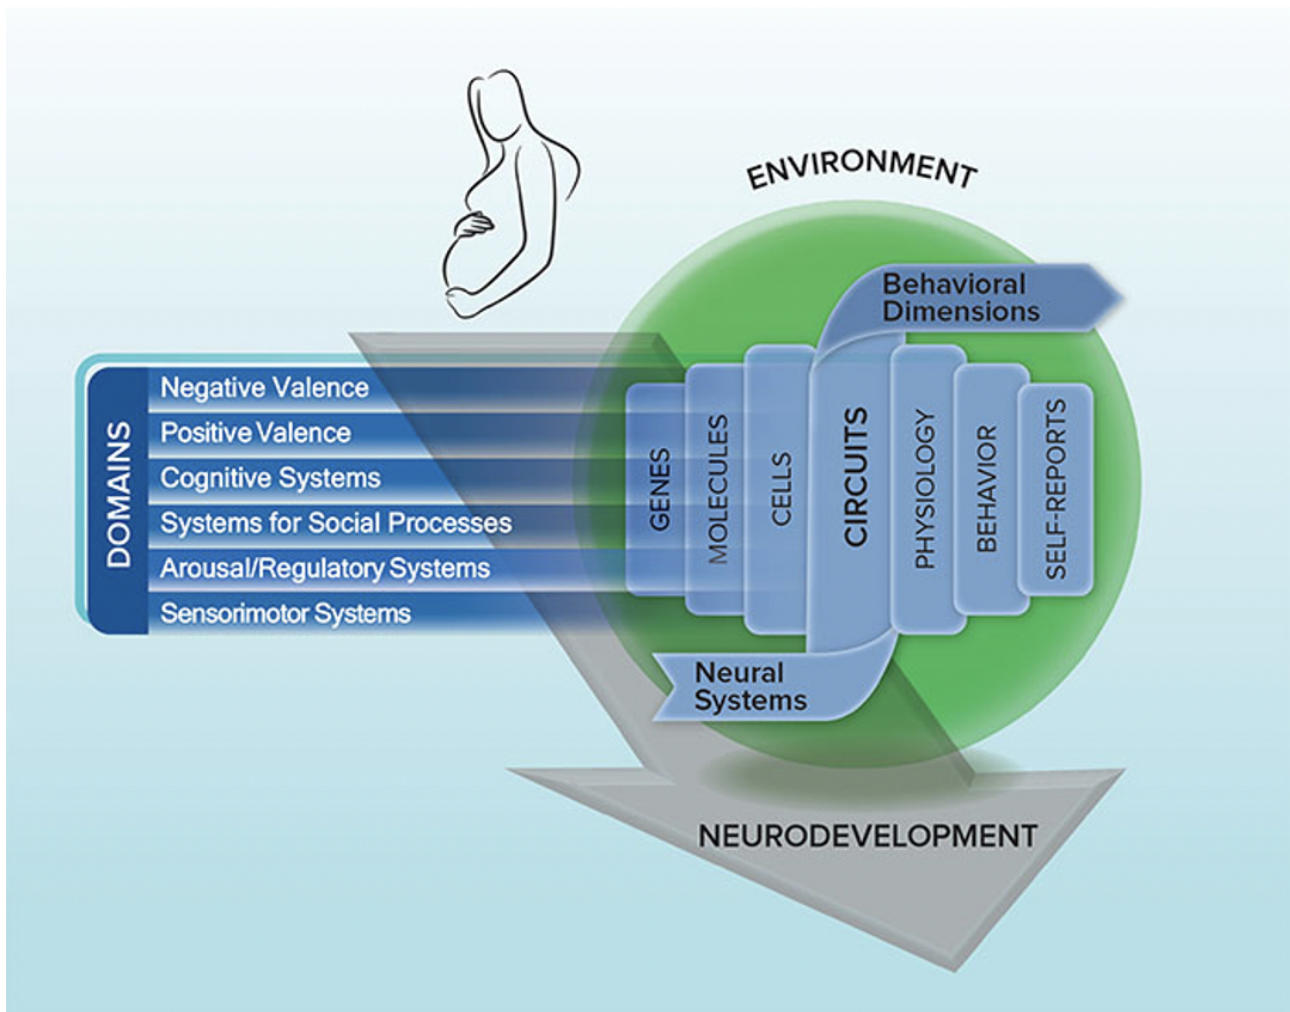 ENVIRONMENT
Behavioral
Dimensions
DOMAINS
Negative Valence
Positive Valence
Cognitive Systems
Systems for Social Processes
Arousal/Regulatory Systems
Sensorimotor Systems
GENES
MOLECULES
CELLS
CIRCUITS
PHYSIOLOGY
BEHAVIOR
SELF-REPORTS
Neural
Systems
NEURODEVELOPMENT